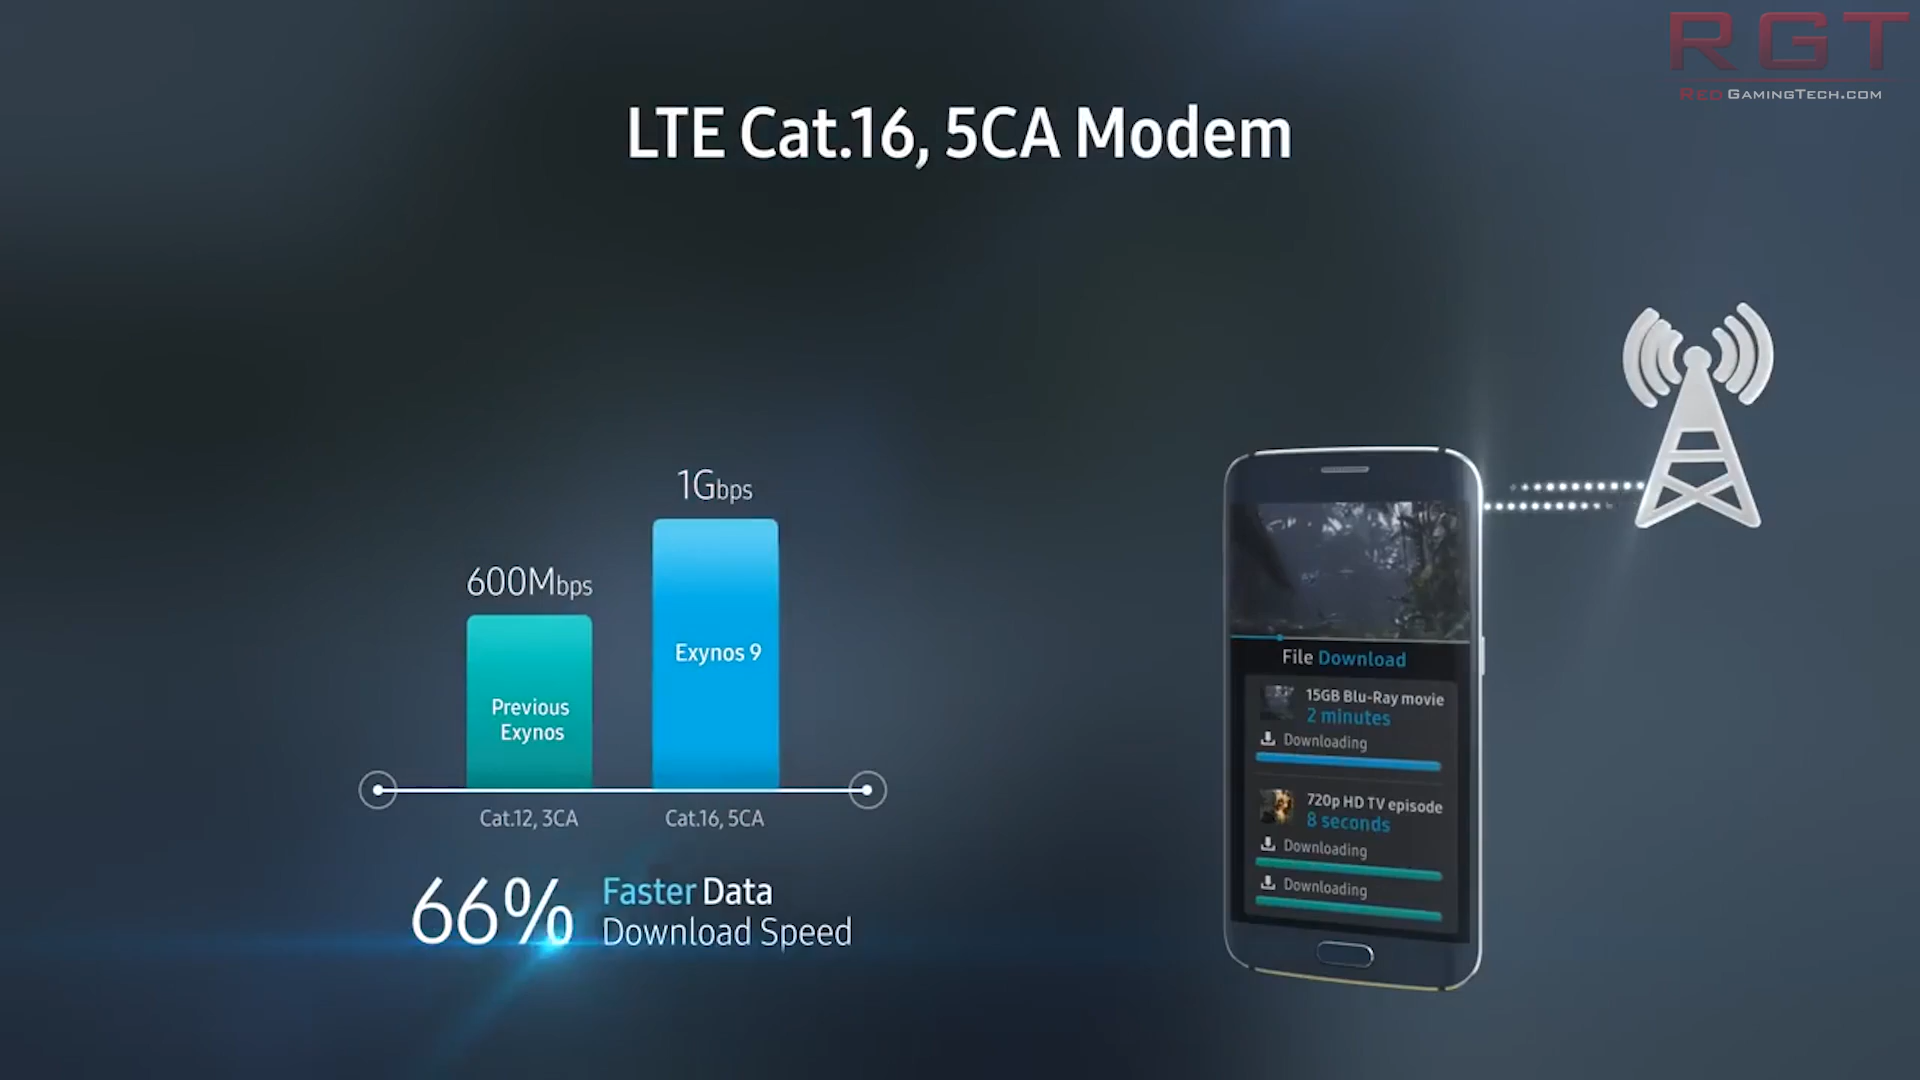 RGT
RED GAMINGTECH.COM
LTE Cat.16, 5CA Modem
1Gbps
600Mbps
Exynos 9
Previous
Exynos
Cat.12, 3CA
Cat.16, 5CA
66%
Faster Data
Download Speed
File Download
15GB Blu-Ray movie
2 minutes
Downloading
720p HD TV episode
8 seconds
Downloading
Downloading